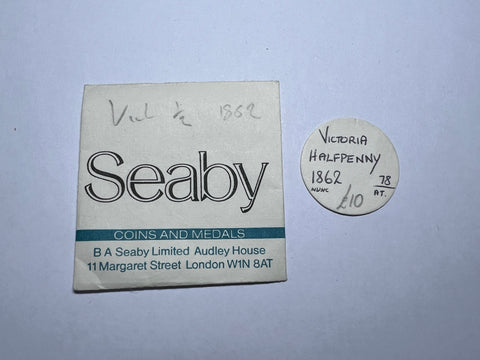 Vict ½ 1862
Seaby
COINS AND MEDALS
B A Seaby Limited Audley House
11 Margaret Street London W1N 8AT
VICTORIA
HALFPENNY
1862 78
NUNC AT.
£10